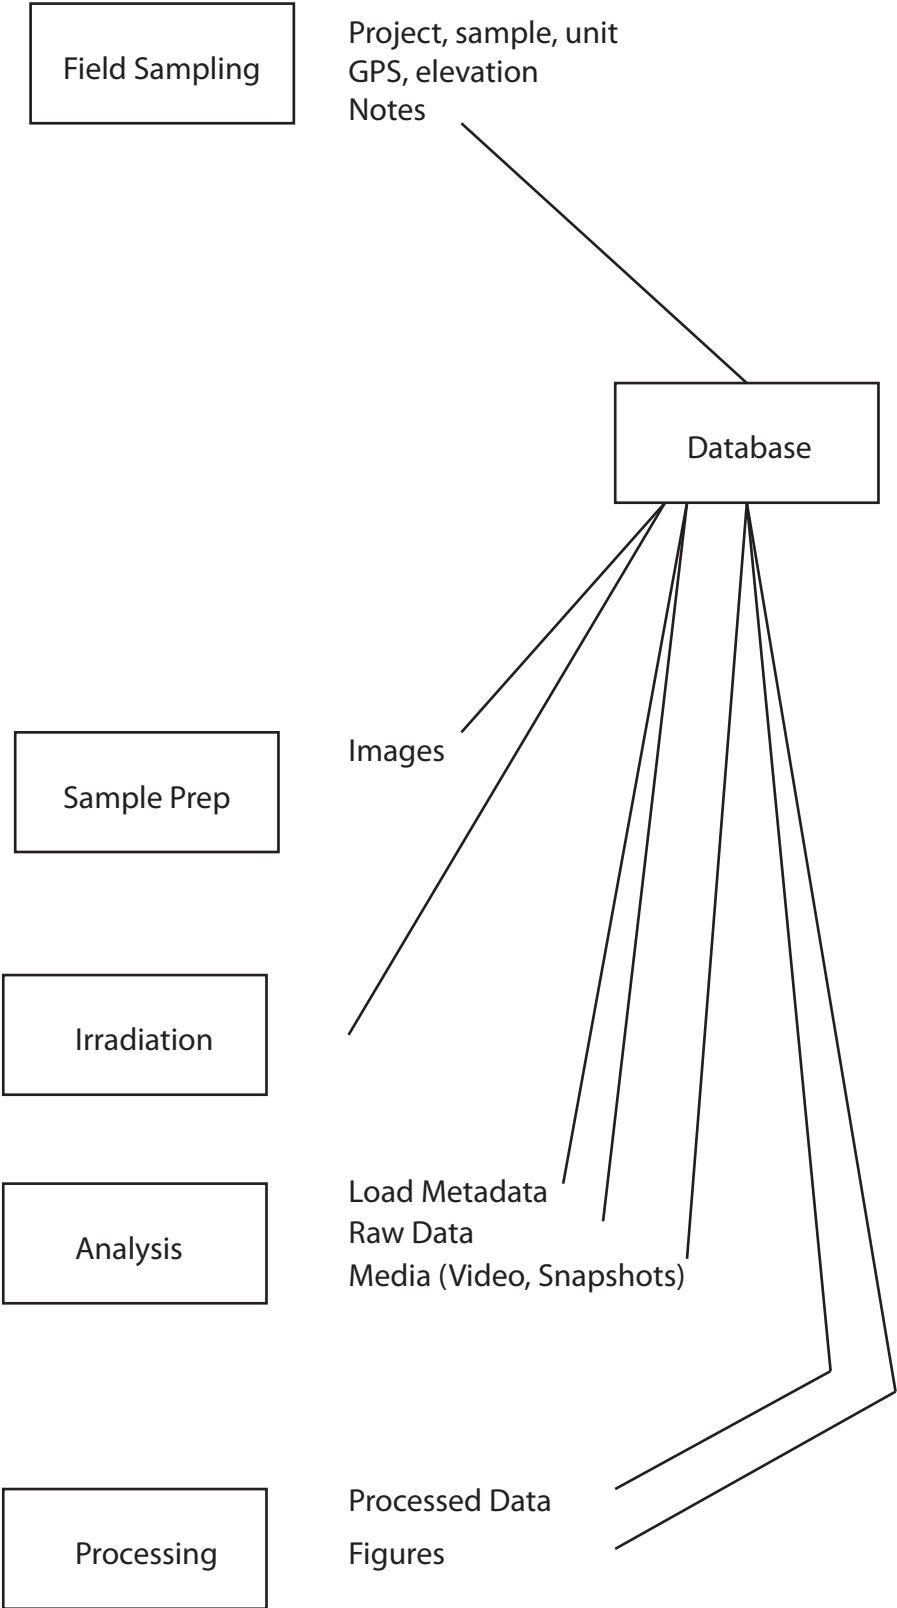 Field Sampling
Project, sample, unit
GPS, elevation
Notes
Database
Images
Sample Prep
Irradiation
Load Metadata
Raw Data
Analysis
Media (Video, Snapshots)
Processed Data
Processing
Figures